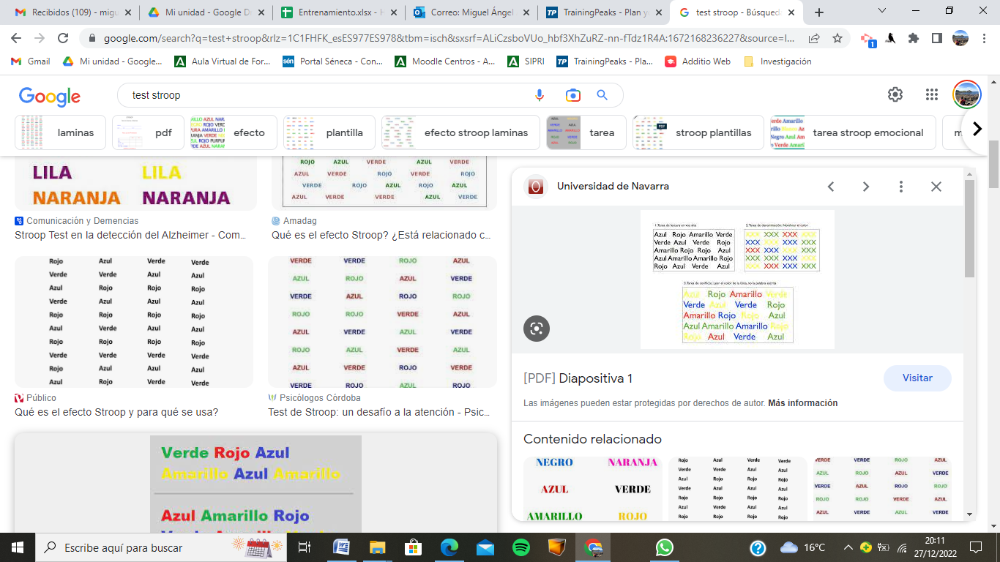 Recibidos (109) - migu
Mi unidad - Google D
Entrenamiento.xlsx - H
Correo: Miguel Ángel
TrainingPeaks - Plan y
test stroop - Búsqued
google.com/search?q=test+stroop&rlz=1C1FHFK_esES977ES978&tbm=isch&sxsrf=ALiCzsboVUo_hbf3XhZuRZ-nn-fTdz1R4A:1672168236227&source=l...
1
Gmail
Mi unidad - Google...
Aula Virtual de For...
Portal Séneca - Con...
Moodle Centros - A...
SIPRI
TrainingPeaks - Pla...
Additio Web
Investigación
Google
test stroop
laminas
pdf
efecto
plantilla
efecto stroop laminas
tarea
stroop plantillas
tarea stroop emocional
LILA LILA
NARANJA NARANJA
Comunicación y Demencias
Stroop Test en la detección del Alzheimer - Com...
ROJO AZUL VERDE AZUL VERDE
AZUL VERDE ROJO VERDE ROJO
VERDE ROJO AZUL ROJO AZUL
AZUL VERDE VERDE AZUL VERDE
Amadag
Qué es el efecto Stroop? ¿Está relacionado c...
Rojo Azul Verde Verde
Verde Azul Verde Azul
Azul Rojo Rojo Rojo
Verde Azul Azul Azul
Rojo Rojo Azul Rojo
Azul Verde Azul Azul
Rojo Rojo Rojo Rojo
Verde Rojo Azul Verde
Rojo Azul Azul Azul
Azul Rojo Verde Verde
Público
Qué es el efecto Stroop y para qué se usa?
VERDE VERDE ROJO AZUL
AZUL ROJO AZUL VERDE
VERDE AZUL ROJO ROJO
ROJO ROJO VERDE AZUL
AZUL VERDE AZUL VERDE
ROJO AZUL VERDE AZUL
AZUL VERDE ROJO VERDE
VERDE ROJO AZUL ROJO
Psicólogos Córdoba
Test de Stroop: un desafío a la atención - Psic...
Verde Rojo Azul
Amarillo Azul Amarillo
Azul Amarillo Rojo
Universidad de Navarra
1. Tarea de lectura en voz alta
Azul Rojo Amarillo Verde
Verde Azul Verde Rojo
Amarillo Rojo Rojo Azul
Azul Amarillo Amarillo Rojo
Rojo Azul Verde Azul
2. Tarea de denominación: Nombrar el color
XXX XXX XXX XXX
XXX XXX XXX XXX
XXX XXX XXX XXX
XXX XXX XXX XXX
XXX XXX XXX XXX
3. Tarea de conflicto: Leer el color de la tinta, no la palabra escrita
Azul Rojo Amarillo Verde
Verde Azul Verde Rojo
Amarillo Rojo Rojo Azul
Azul Amarillo Amarillo Rojo
Rojo Azul Verde Azul
[PDF] Diapositiva 1
Visitar
Las imágenes pueden estar protegidas por derechos de autor. Más información
Contenido relacionado
NEGRO NARANJA
AZUL VERDE
AMARILLO ROJO
Rojo Azul Verde Verde
Verde Verde Azul Azul
Azul Rojo Rojo Rojo
Verde Azul Azul Azul
Rojo Rojo Azul Rojo
Azul Verde Azul Azul
Rojo Rojo Rojo Rojo
VERDE VERDE ROJO AZUL
AZUL ROJO AZUL VERDE
VERDE AZUL ROJO ROJO
ROJO ROJO VERDE AZUL
AZUL VERDE AZUL VERDE
Escribe aquí para buscar
16°C
20:11
27/12/2022